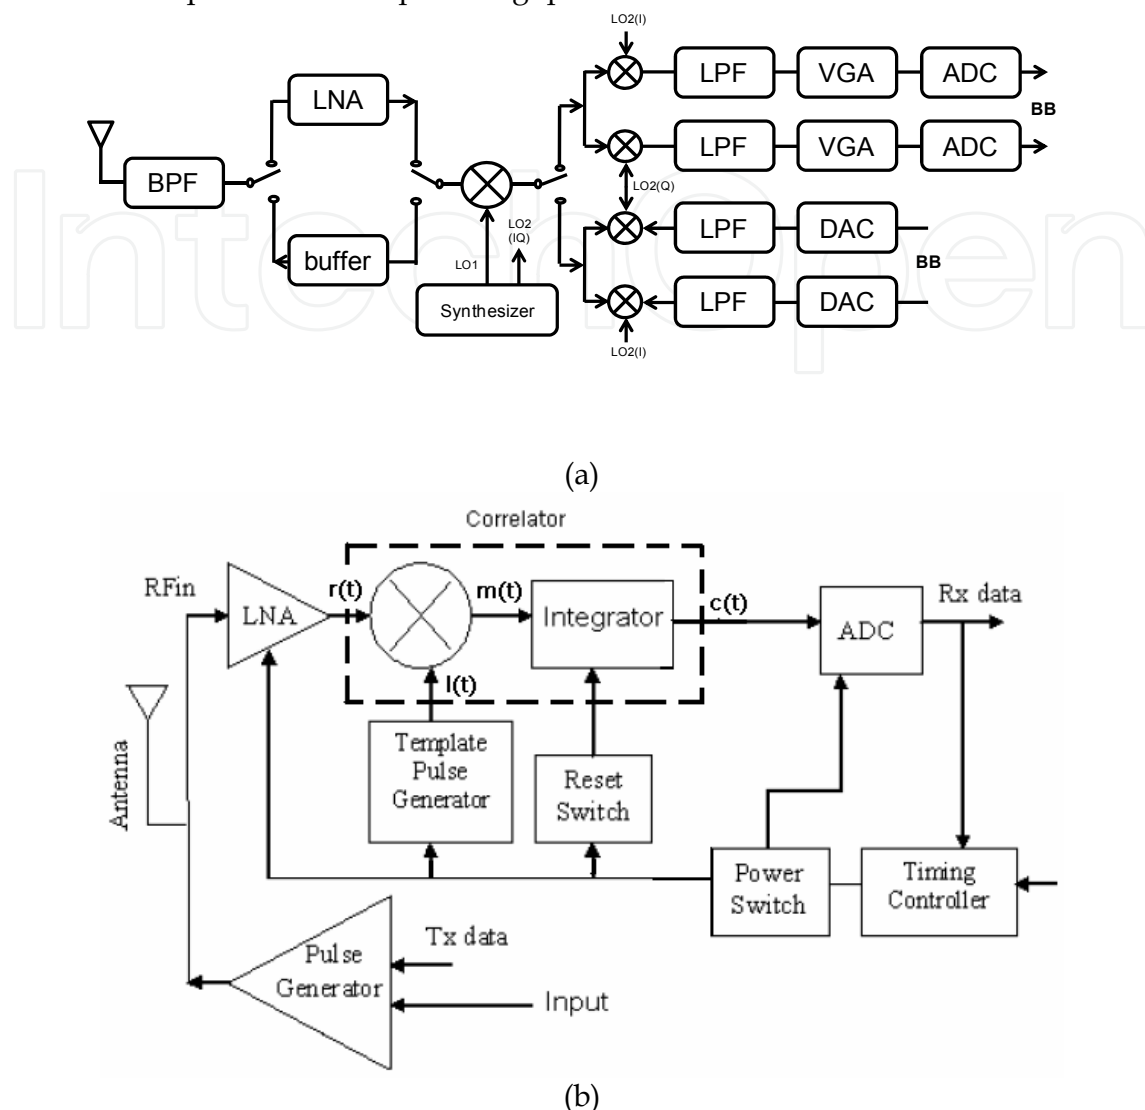 LO2(I)
LPF VGA ADC
LNA
BB
LPF VGA ADC
BPF
LO2(Q)
LO2
(IQ)
LPF DAC
buffer
LO1
BB
Synthesizer
LPF DAC
LO2(I)
IntechOpen
(a)
Correlator
RFin
r(t)
m(t)
c(t)
Rx data
LNA
Integrator
ADC
l(t)
Template
Pulse
Generator
Reset
Switch
Antenna
Power
Switch
Timing
Controller
Tx data
Pulse
Generator
Input
(b)